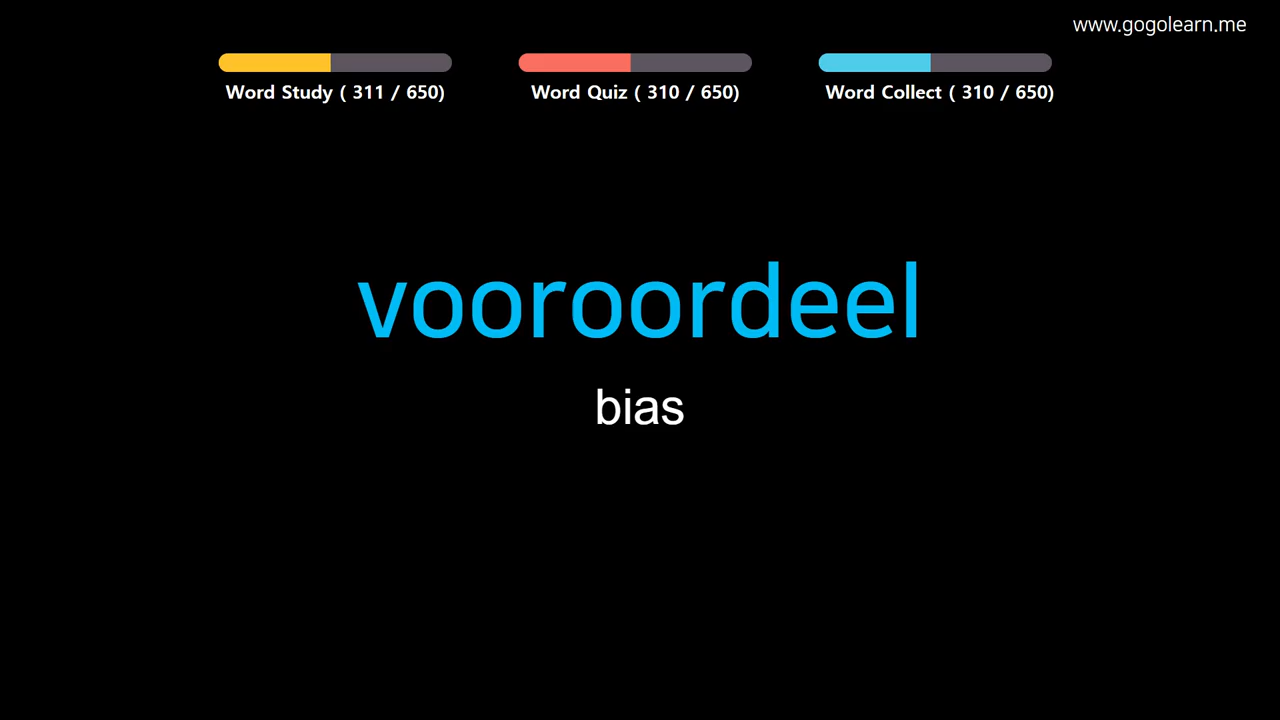 www.gogolearn.me
Word Study ( 311 / 650)
Word Quiz ( 310 / 650)
Word Collect ( 310 / 650)
vooroordeel
bias